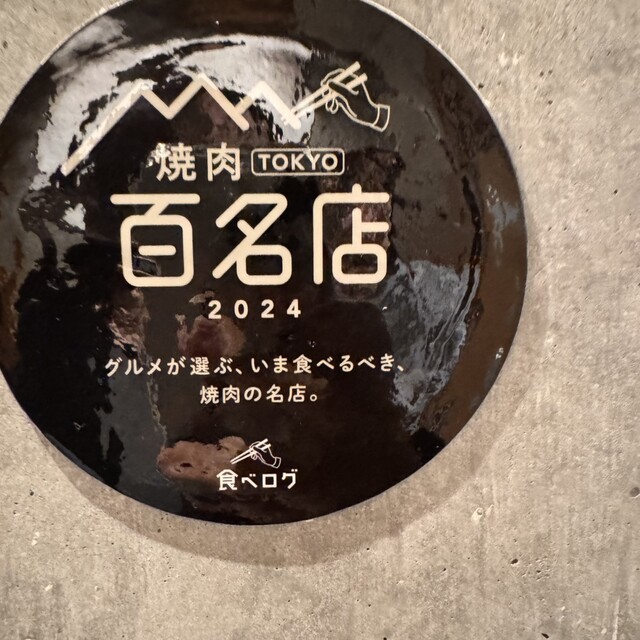 焼肉 TOKYO
百名店
2024
グルメが選ぶ、いま食べるべき、
焼肉の名店。
食べログ